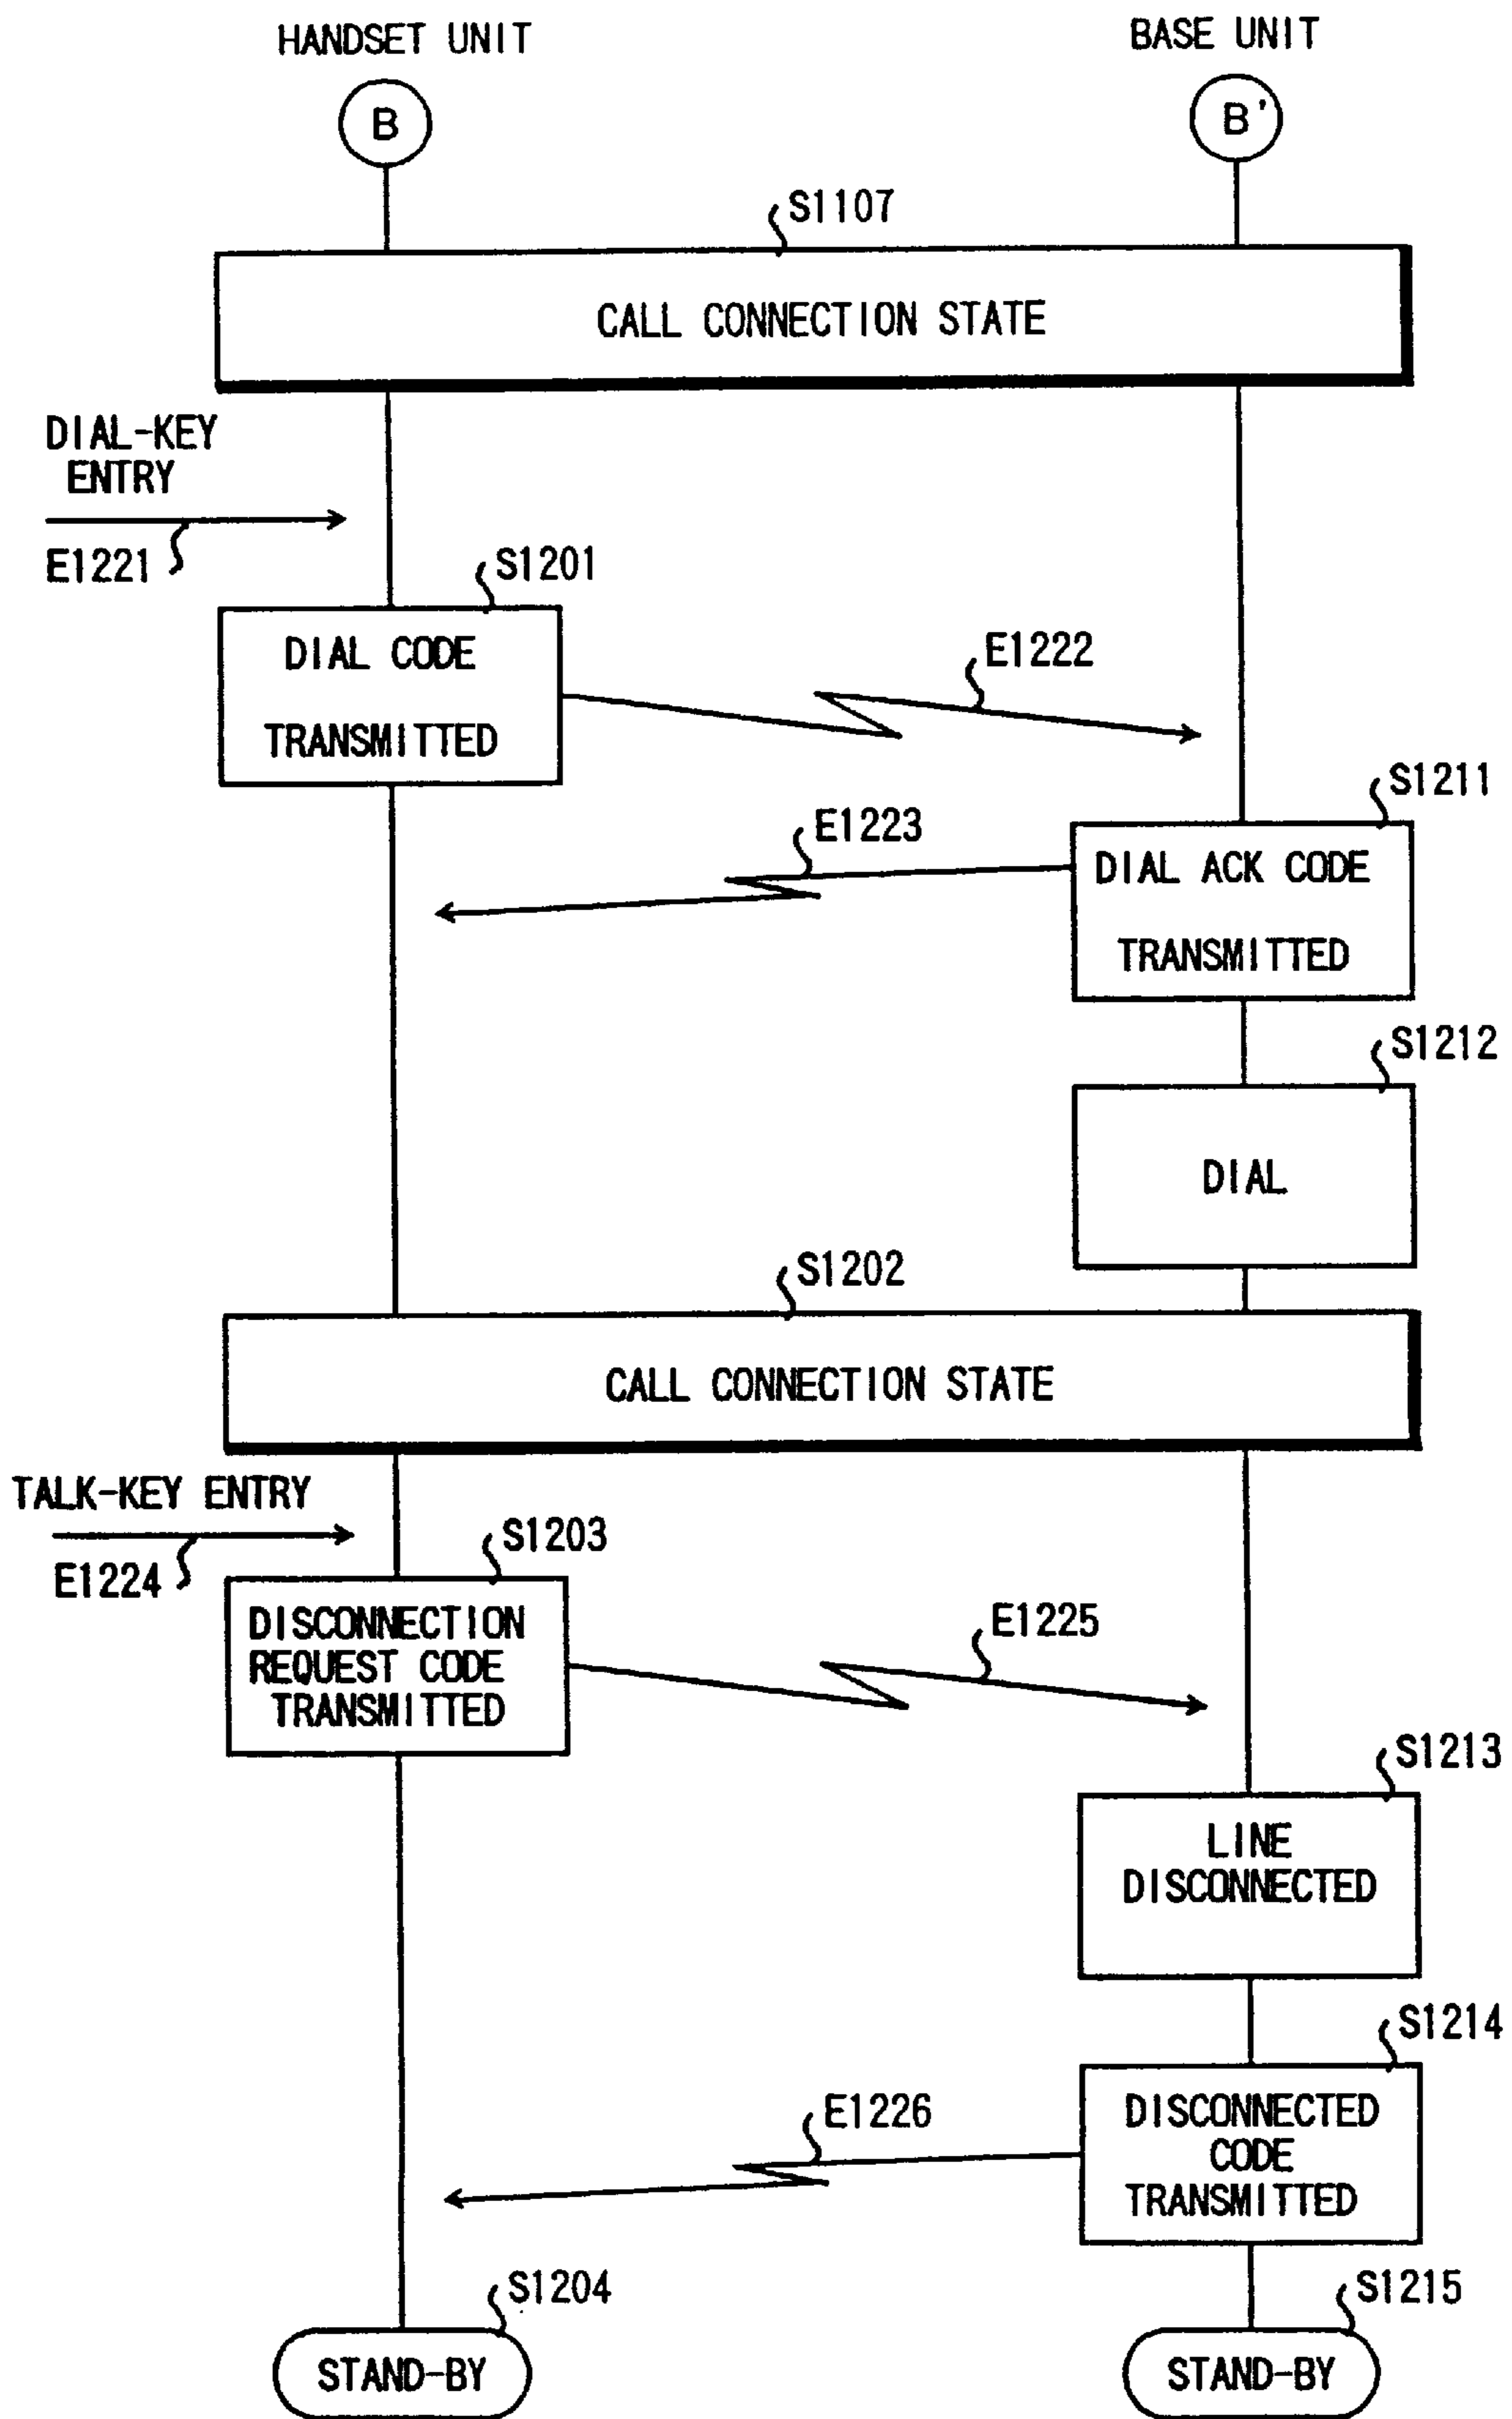 HANDSET UNIT
BASE UNIT
B
B'
S1107
CALL CONNECTION STATE
DIAL-KEY
ENTRY
E1221
S1201
DIAL CODE
TRANSMITTED
E1222
S1211
E1223
DIAL ACK CODE
TRANSMITTED
S1212
DIAL
S1202
CALL CONNECTION STATE
TALK-KEY ENTRY
E1224
S1203
DISCONNECTION
REQUEST CODE
TRANSMITTED
E1225
S1213
LINE
DISCONNECTED
S1214
E1226
DISCONNECTED
CODE
TRANSMITTED
S1204
S1215
STAND-BY
STAND-BY